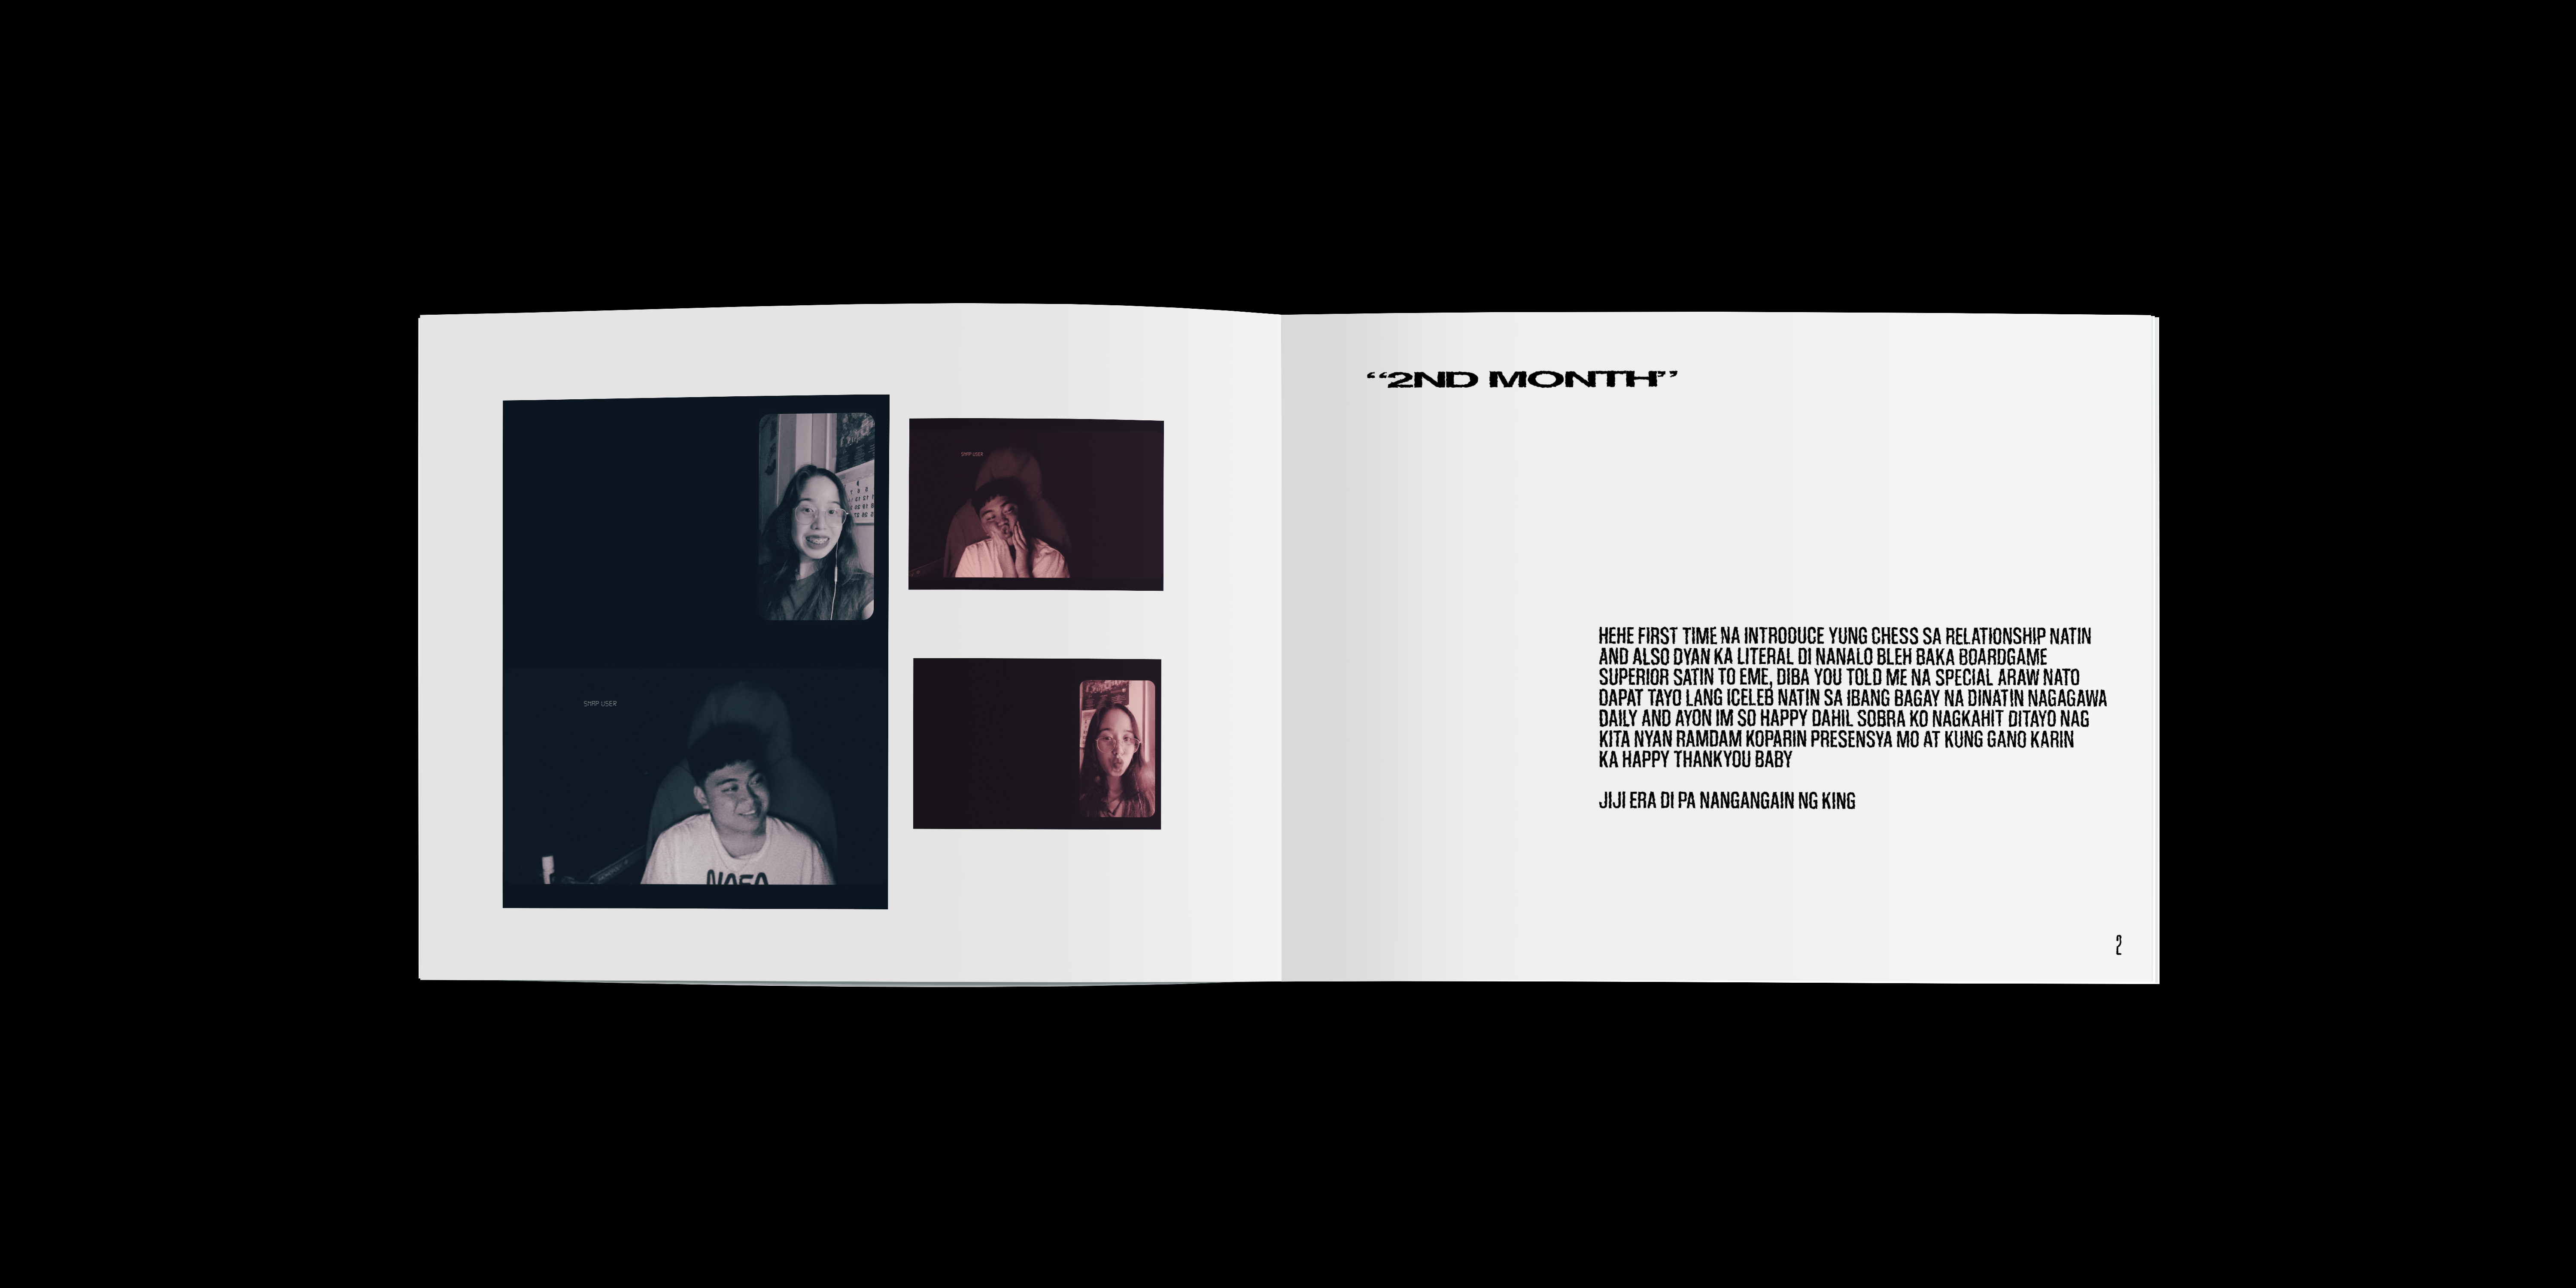 SNAP USER
SNAP USER
NASA
“2ND MONTH”
HEHE FIRST TIME NA INTRODUCE YUNG CHESS SA RELATIONSHIP NATIN
AND ALSO DYAN KA LITERAL DI NANALO BLEH BAKA BOARDGAME
SUPERIOR SATIN TO EME, DIBA YOU TOLD ME NA SPECIAL ARAW NATO
DAPAT TAYO LANG ICELEB NATIN SA IBANG BAGAY NA DINATIN NAGAGAWA
DAILY AND AYON IM SO HAPPY DAHIL SOBRA KO NAGKAHIT DITAYO NAG
KITA NYAN RAMDAM KOPARIN PRESENSYA MO AT KUNG GANO KARIN
KA HAPPY THANKYOU BABY
JIJI ERA DI PA NANGANGAIN NG KING
2